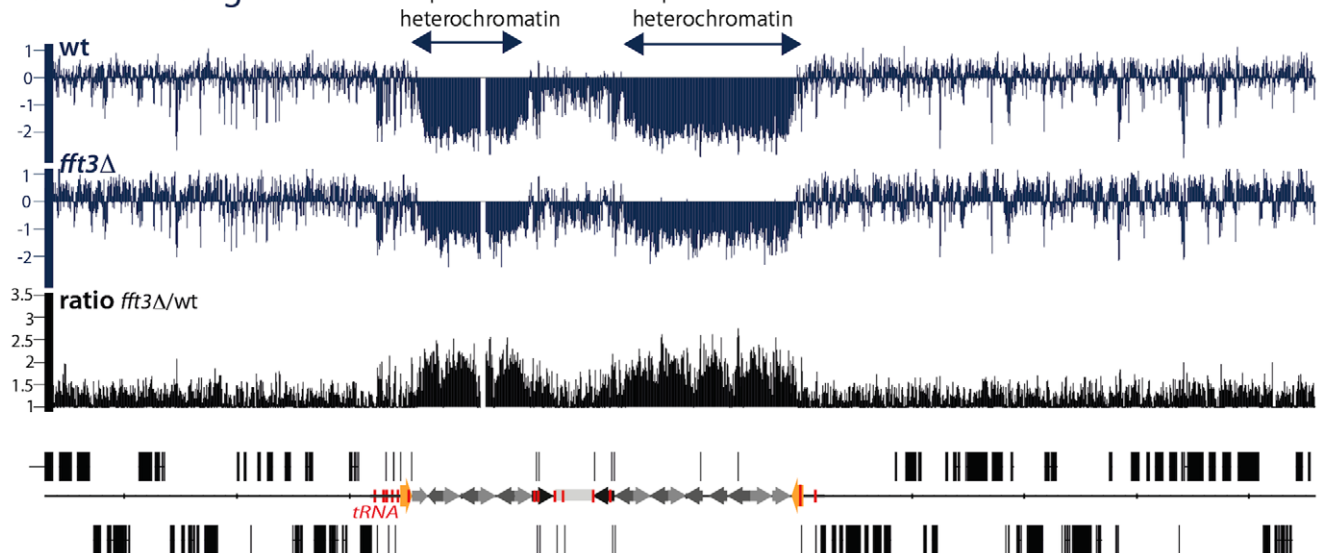 heterochromatin heterochromatin
wt
1
0
-1
-2
fft3Δ
1
0
-1
-2
ratio fft3Δ/wt
3.5
3
2.5
2
1.5
1
tRNA